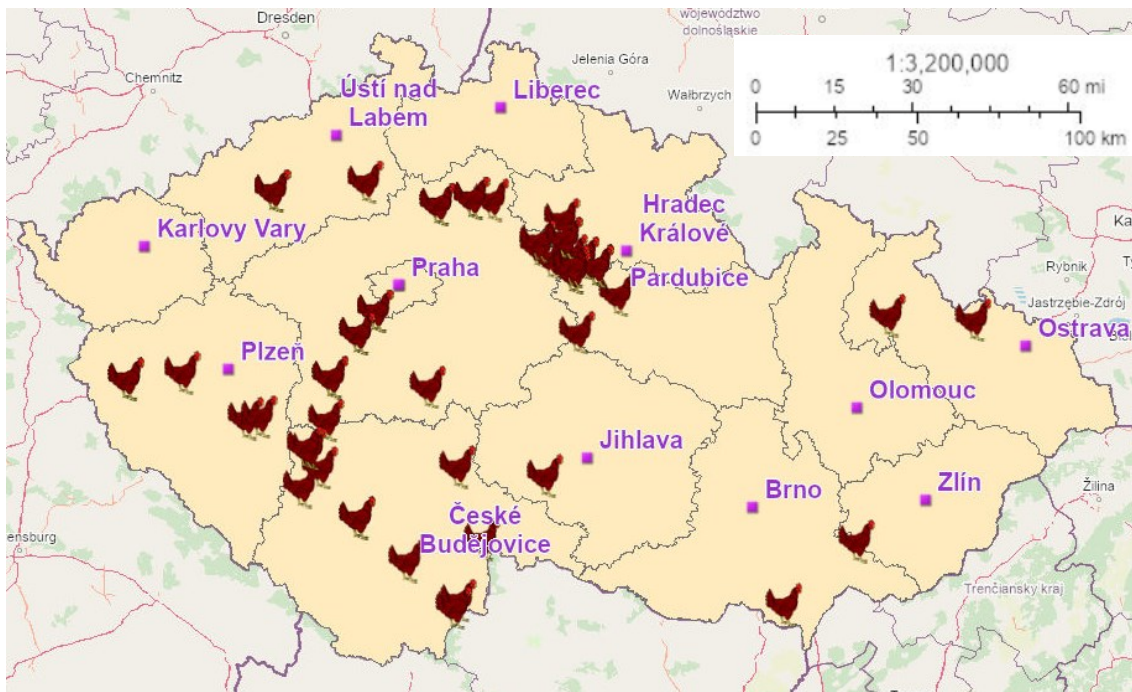 Dresden
województwo
dolnośląskie
Chemnitz
Jelenia Góra
Wałbrzych
1:3,200,000
0 15 30 60 mi
0 25 50 100 km
Ústí nad
Labem
Liberec
Karlovy Vary
Hradec
Králové
Praha
Pardubice
Rybnik
Jastrzębie-Zdrój
Ostrava
Plzeň
Olomouc
Jihlava
Brno
Zlín
Žilina
České
Budějovice
ensburg
Trenčiansky kraj